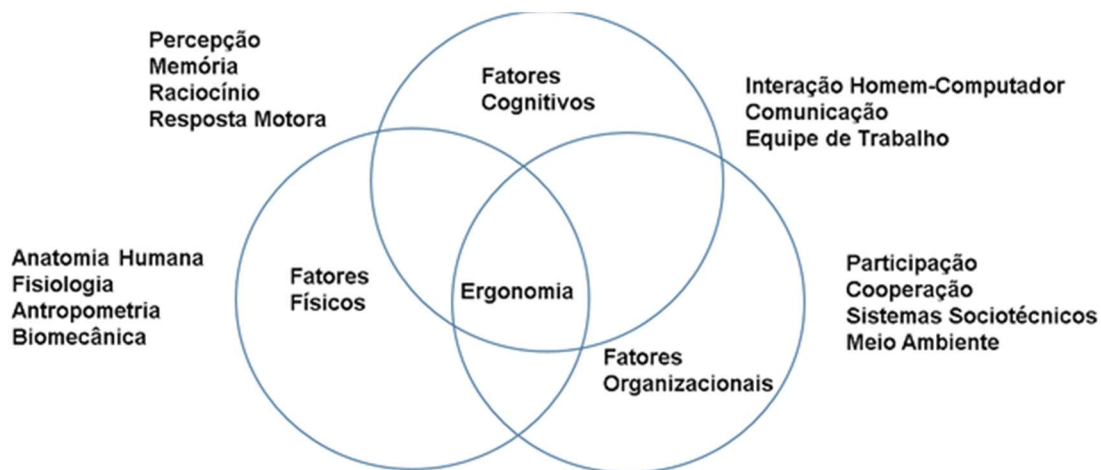 Percepção
Memória
Raciocínio
Resposta Motora
Fatores
Cognitivos
Interação Homem-Computador
Comunicação
Equipe de Trabalho
Anatomia Humana
Fisiologia
Antropometria
Biomecânica
Fatores
Físicos
Ergonomia
Participação
Cooperação
Sistemas Sociotécnicos
Meio Ambiente
Fatores
Organizacionais